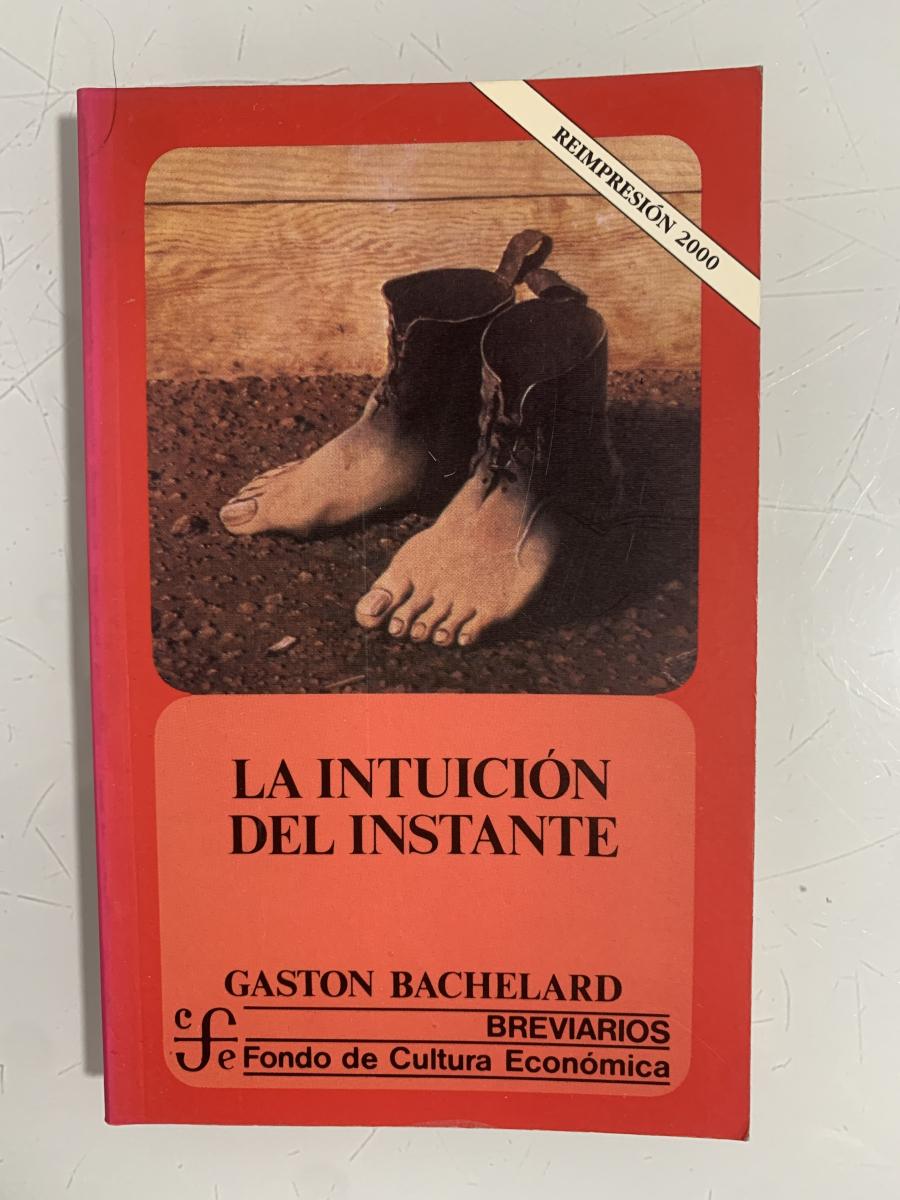 REIMPRESIÓN 2000
LA INTUICIÓN
DEL INSTANTE
GASTON BACHELARD
BREVIARIOS
cfe
Fondo de Cultura Económica